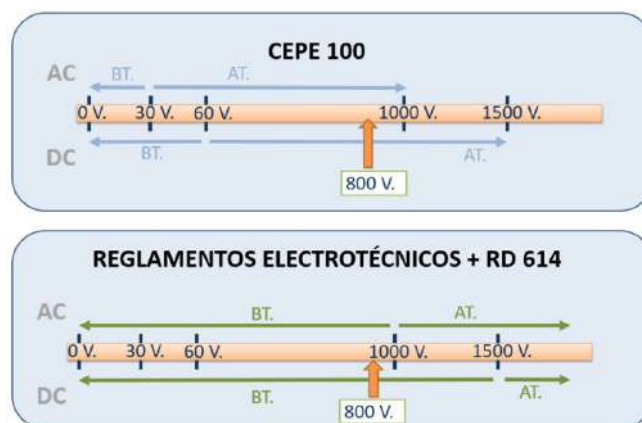 CEPE 100
AC
BT. AT.
0 V. 30 V. 60 V. 1000 V. 1500 V.
DC
BT. AT.
800 V.
REGLAMENTOS ELECTROTÉCNICOS + RD 614
AC
BT. AT.
0 V. 30 V. 60 V. 1000 V. 1500 V.
DC
BT. AT.
800 V.